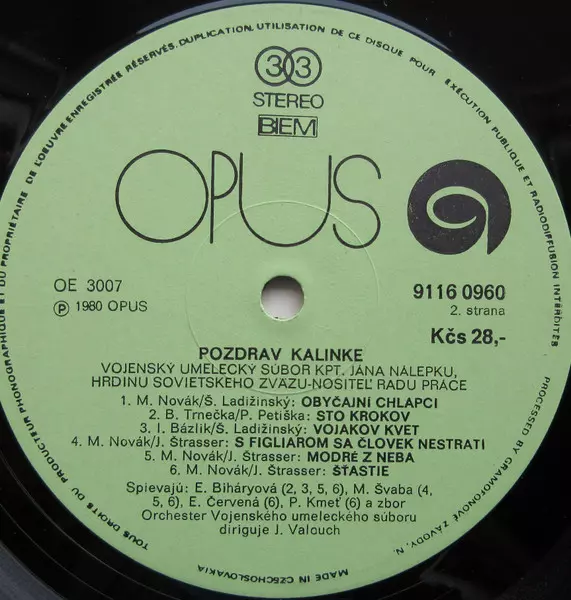 TOUS DROITS DU PRODUCTEUR PHONOGRAPHIQUE ET DU PROPRIÉTAIRE DE L'OEUVRE ENREGISTRÉE RÉSERVÉS. DUPLICATION, UTILISATION DE CE DISQUE POUR EXÉCUTION PUBLIQUE ET RADIODIFFUSION INTERDITES
PROCESSED BY GRAMOFONOVÉ ZÁVODY, N.
33
STEREO
BIEM
OPUS
OE 3007
9116 0960
℗ 1980 OPUS
2. strana
Kčs 28,-
POZDRAV KALINKE
VOJENSKÝ UMELECKÝ SÚBOR KPT. JÁNA NÁLEPKU,
HRDINU SOVIETSKEHO ZVÄZU-NOSITEĽ RADU PRÁCE
1. M. Novák/Š. Ladižinský: OBYČAJNÍ CHLAPCI
2. B. Trnečka/P. Petiška: STO KROKOV
3. I. Bázlik/Š. Ladižinský: VOJAKOV KVET
4. M. Novák/J. Štrasser: S FIGLIAROM SA ČLOVEK NESTRATÍ
5. M. Novák/J. Štrasser: MODRÉ Z NEBA
6. M. Novák/J. Štrasser: ŠŤASTIE
Spievajú: E. Biháryová (2, 3, 5, 6), M. Švaba (4,
5, 6), E. Červená (6), P. Kmeť (6) a zbor
Orchester Vojenského umeleckého súboru
diriguje J. Valouch
MADE IN CZECHOSLOVAKIA